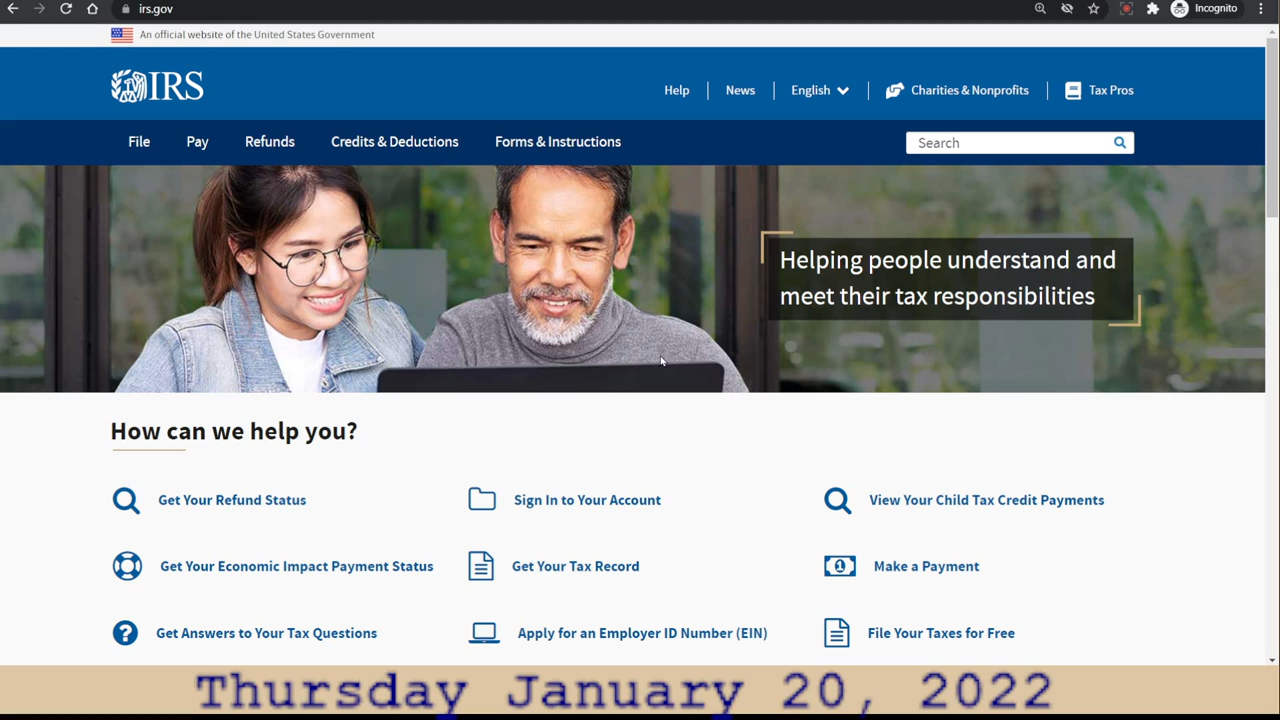 irs.gov
Incognito
An official website of the United States Government
IRS
Help
News
English
Charities & Nonprofits
Tax Pros
File
Pay
Refunds
Credits & Deductions
Forms & Instructions
Search
Helping people understand and
meet their tax responsibilities
How can we help you?
Get Your Refund Status
Sign In to Your Account
View Your Child Tax Credit Payments
Get Your Economic Impact Payment Status
Get Your Tax Record
Make a Payment
Get Answers to Your Tax Questions
Apply for an Employer ID Number (EIN)
File Your Taxes for Free
Thursday January 20, 2022